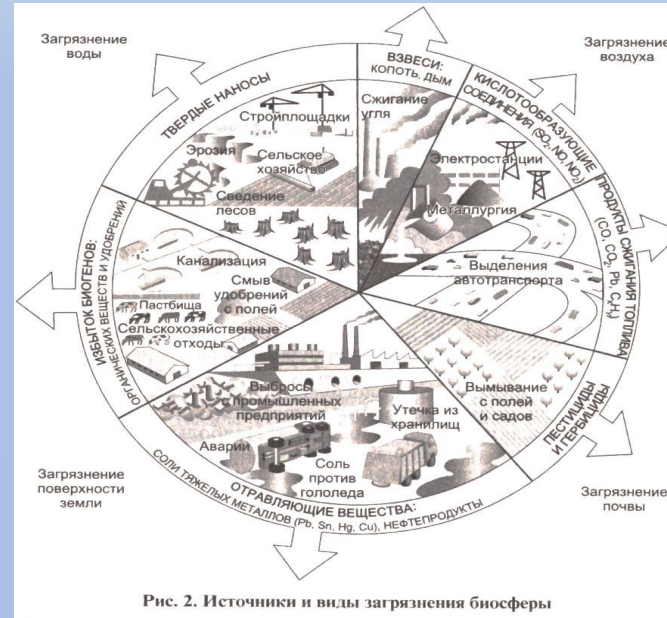 Загрязнение
воды
Загрязнение
воздуха
ТВЕРДЫЕ НАНОСЫ
ВЗВЕСИ:
КОПОТЬ, ДЫМ
КИСЛОТООБРАЗУЮЩИЕ
СОЕДИНЕНИЯ (SO₂, NO, NO₂)
ПРОДУКТЫ СЖИГАНИЯ ТОПЛИВА
(CO, CO₂, Pb, CₓHᵧ)
ПЕСТИЦИДЫ
И ГЕРБИЦИДЫ
ИЗБЫТОК БИОГЕНОВ:
ОРГАНИЧЕСКИХ ВЕЩЕСТВ И УДОБРЕНИЙ
Стройплощадки
Эрозия
Сельское
хозяйство
Сведение
лесов
Сжигание
угля
Электростанции
Металлургия
Выделения
автотранспорта
Канализация
Смыв
удобрений
с полей
Пастбища
Сельскохозяйственные
отходы
Вымывание
с полей
и садов
Выбросы
промышленных
предприятий
Утечка из
хранилищ
Аварии
Соль
против
гололеда
ОТРАВЛЯЮЩИЕ ВЕЩЕСТВА:
СОЛИ ТЯЖЕЛЫХ МЕТАЛЛОВ (Pb, Sn, Hg, Cu), НЕФТЕПРОДУКТЫ
Загрязнение
поверхности
земли
Загрязнение
почвы
Рис. 2. Источники и виды загрязнения биосферы